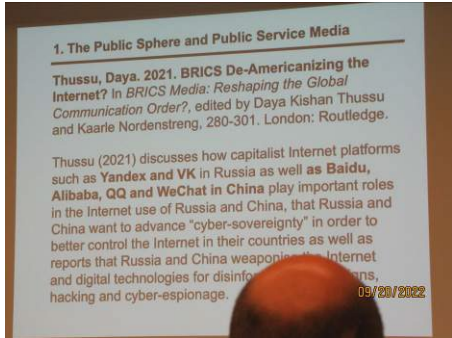 1. The Public Sphere and Public Service Media
Thussu, Daya. 2021. BRICS De-Americanizing the
Internet? In BRICS Media: Reshaping the Global
Communication Order?, edited by Daya Kishan Thussu
and Kaarle Nordenstreng, 280-301. London: Routledge.
Thussu (2021) discusses how capitalist Internet platforms
such as Yandex and VK in Russia as well as Baidu,
Alibaba, QQ and WeChat in China play important roles
in the Internet use of Russia and China, that Russia and
China want to advance "cyber-sovereignty" in order to
better control the Internet in their countries as well as
reports that Russia and China weaponise the Internet
and digital technologies for
hacking and cyber-espionage.
09/20/2022